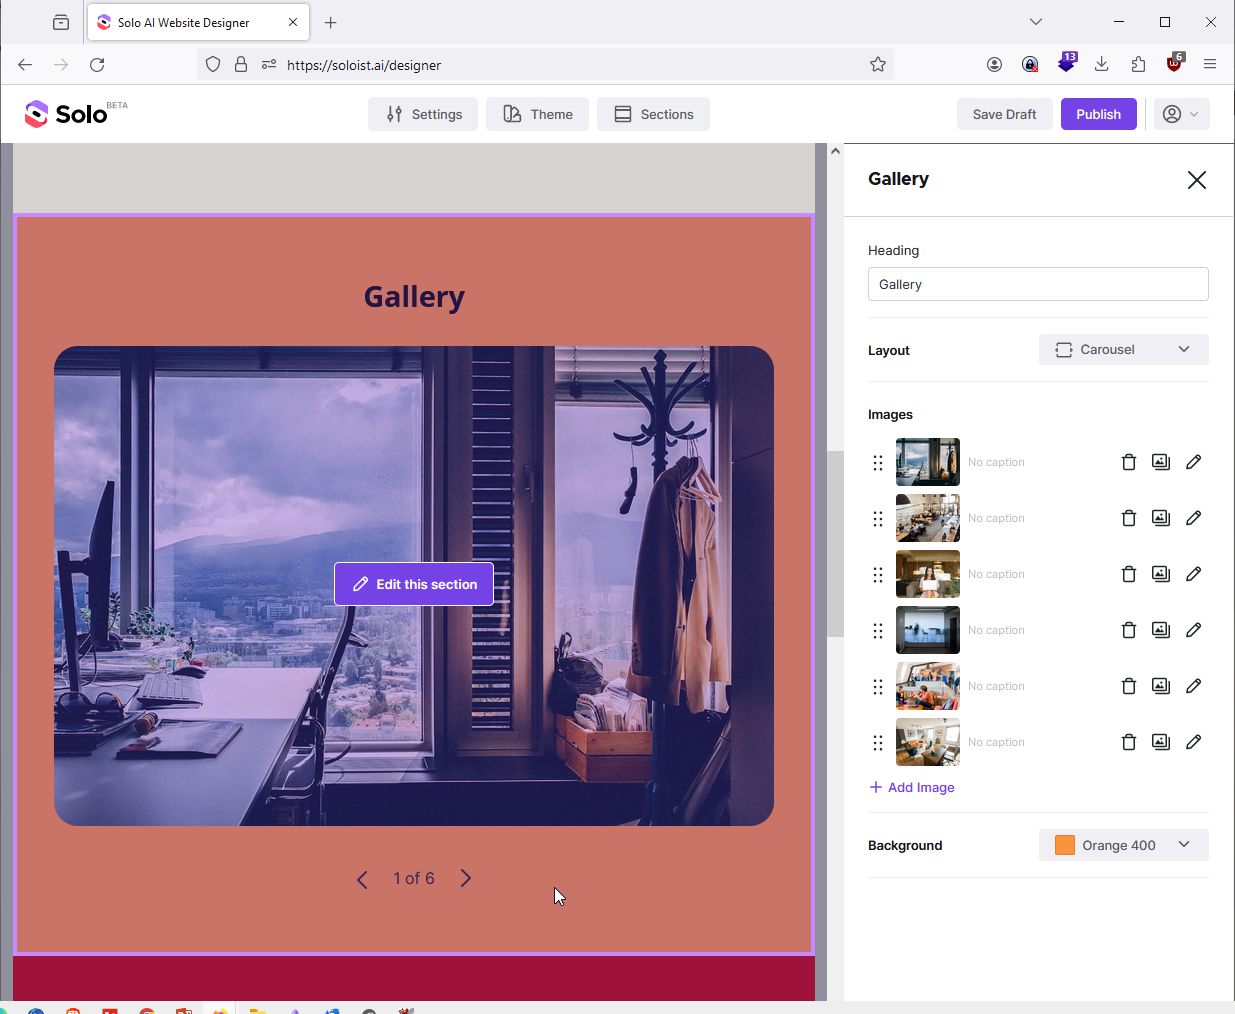 Solo AI Website Designer
https://soloist.ai/designer
13
6
Solo BETA
Settings
Theme
Sections
Save Draft
Publish
Gallery
Edit this section
1 of 6
Gallery
Heading
Gallery
Layout
Carousel
Images
No caption
No caption
No caption
No caption
No caption
No caption
+ Add Image
Background
Orange 400